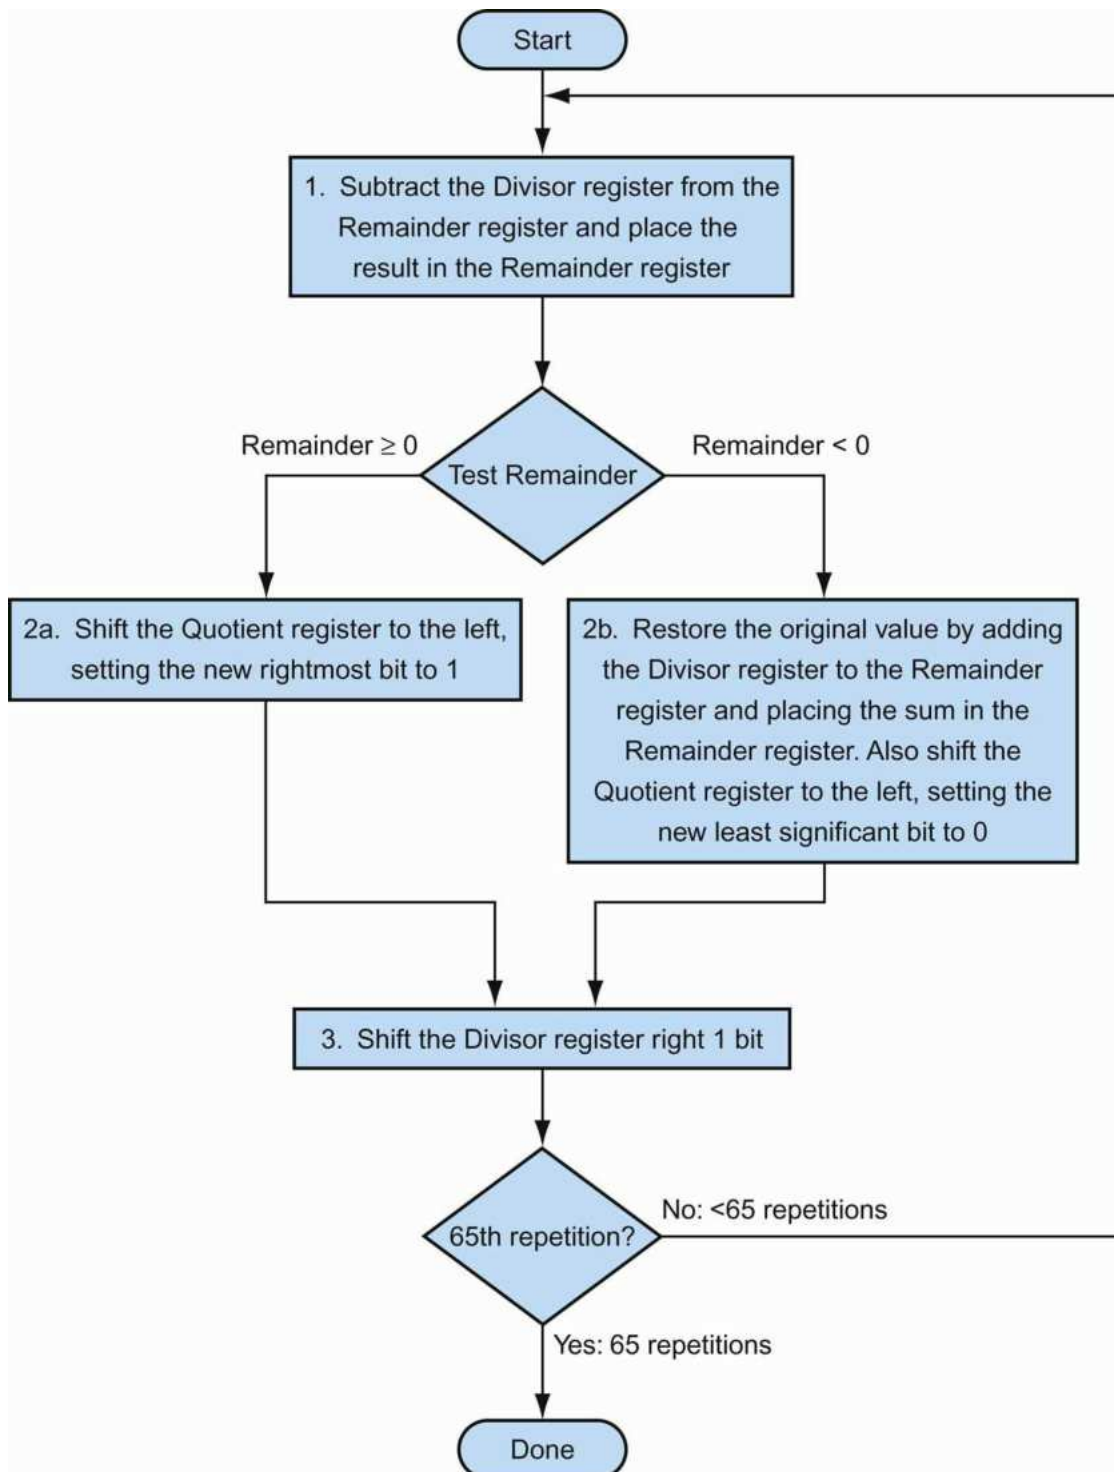 Start
1. Subtract the Divisor register from the
Remainder register and place the
result in the Remainder register
Remainder ≥ 0
Remainder < 0
Test Remainder
2a. Shift the Quotient register to the left,
setting the new rightmost bit to 1
2b. Restore the original value by adding
the Divisor register to the Remainder
register and placing the sum in the
Remainder register. Also shift the
Quotient register to the left, setting the
new least significant bit to 0
3. Shift the Divisor register right 1 bit
No: <65 repetitions
65th repetition?
Yes: 65 repetitions
Done